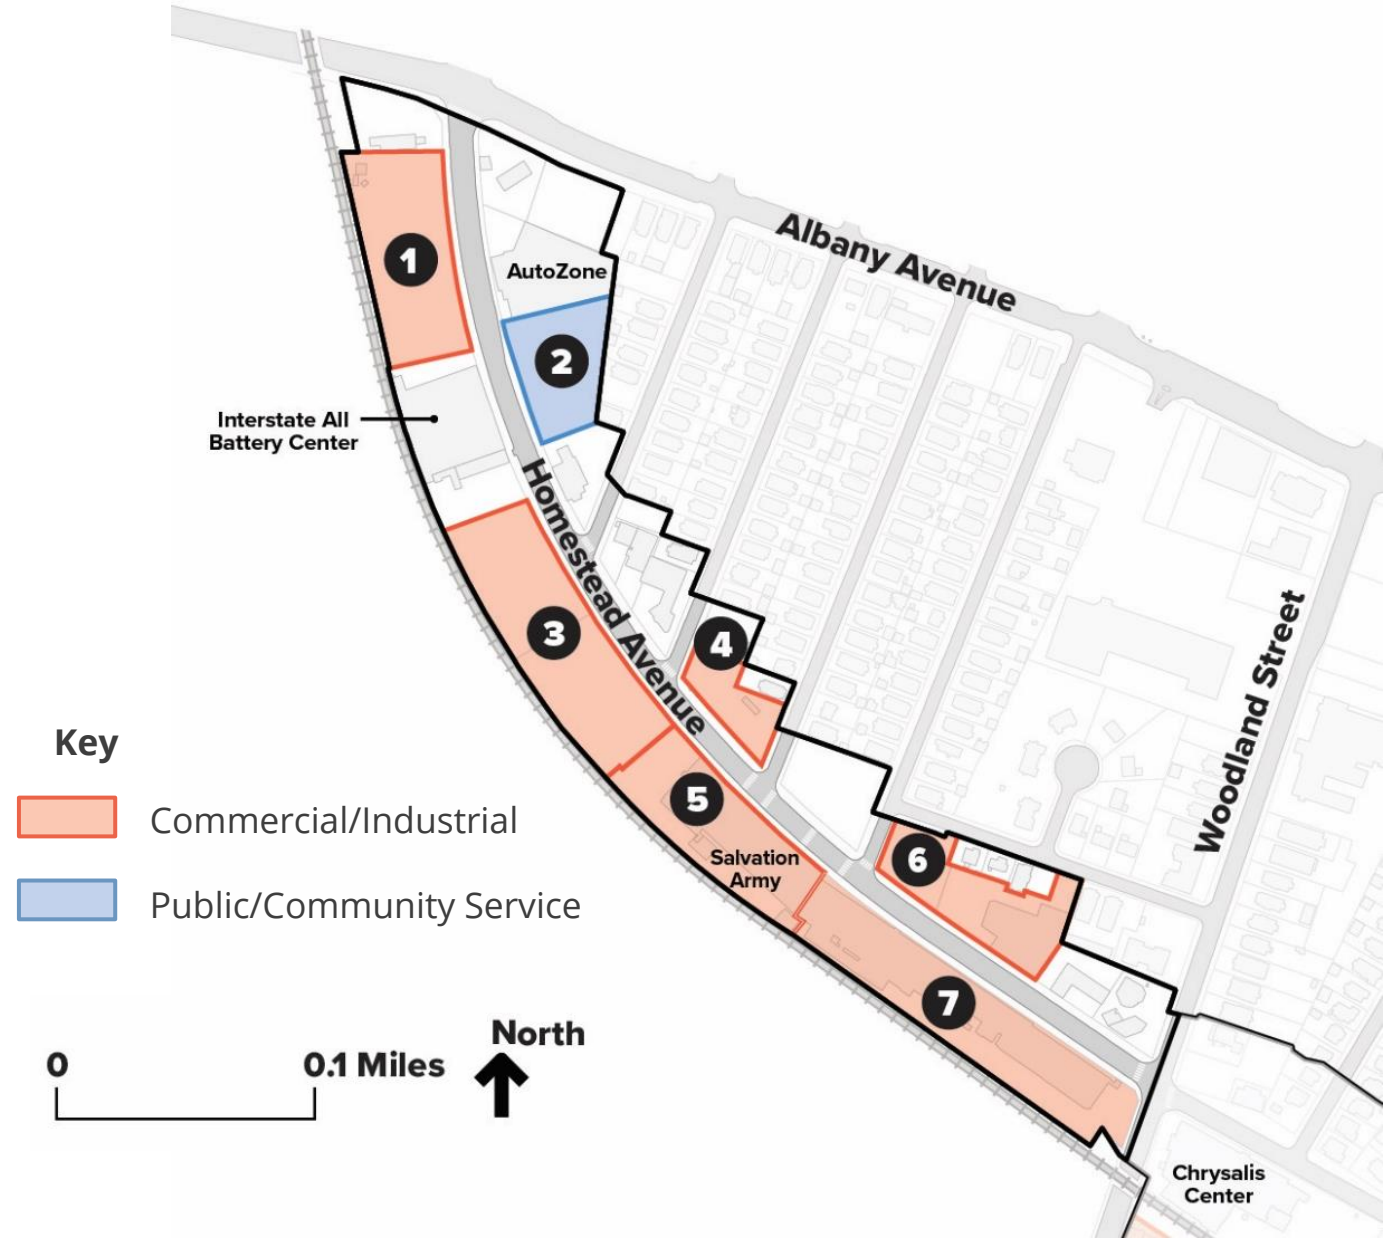 Albany Avenue
1
AutoZone
2
Interstate All
Battery Center
Homestead Avenue
3
4
Woodland Street
Key
Commercial/Industrial
Public/Community Service
5
Salvation
Army
6
7
North
0
0.1 Miles
Chrysalis
Center